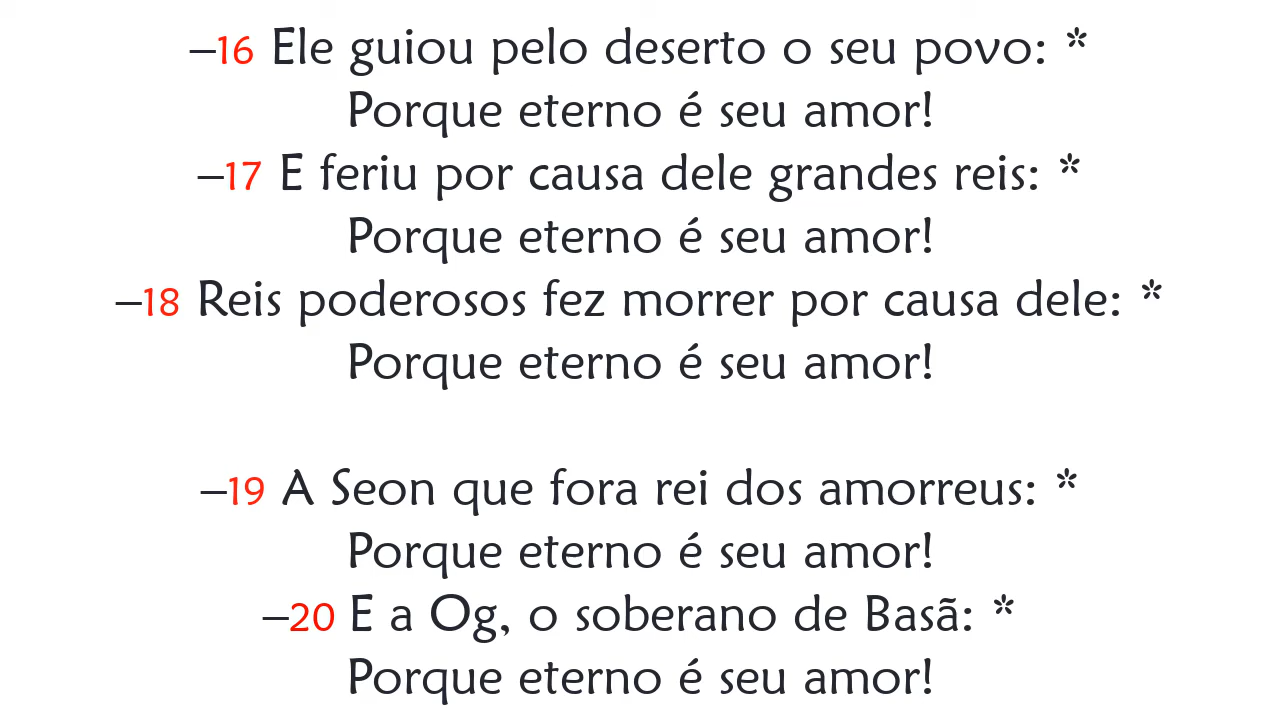 –16 Ele guiou pelo deserto o seu povo: *
Porque eterno é seu amor!
–17 E feriu por causa dele grandes reis: *
Porque eterno é seu amor!
–18 Reis poderosos fez morrer por causa dele: *
Porque eterno é seu amor!
–19 A Seon que fora rei dos amorreus: *
Porque eterno é seu amor!
–20 E a Og, o soberano de Basã: *
Porque eterno é seu amor!